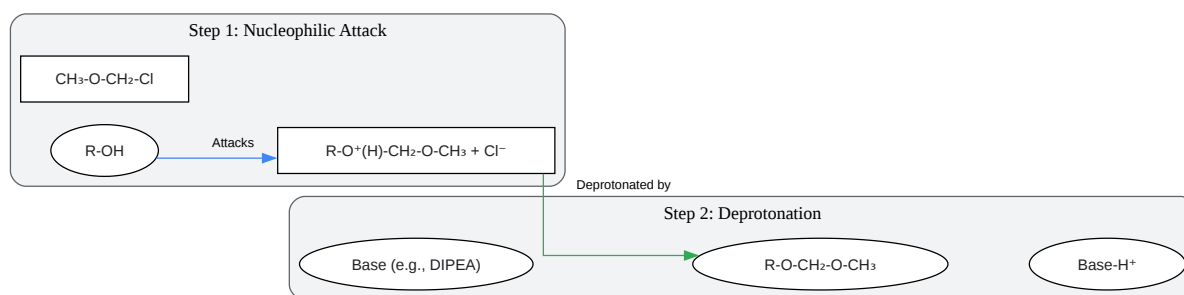 Step 1: Nucleophilic Attack
CH₃-O-CH₂-Cl
R-OH
Attacks
R-O⁺(H)-CH₂-O-CH₃ + Cl⁻
Deprotonated by
Step 2: Deprotonation
Base (e.g., DIPEA)
R-O-CH₂-O-CH₃
Base-H⁺